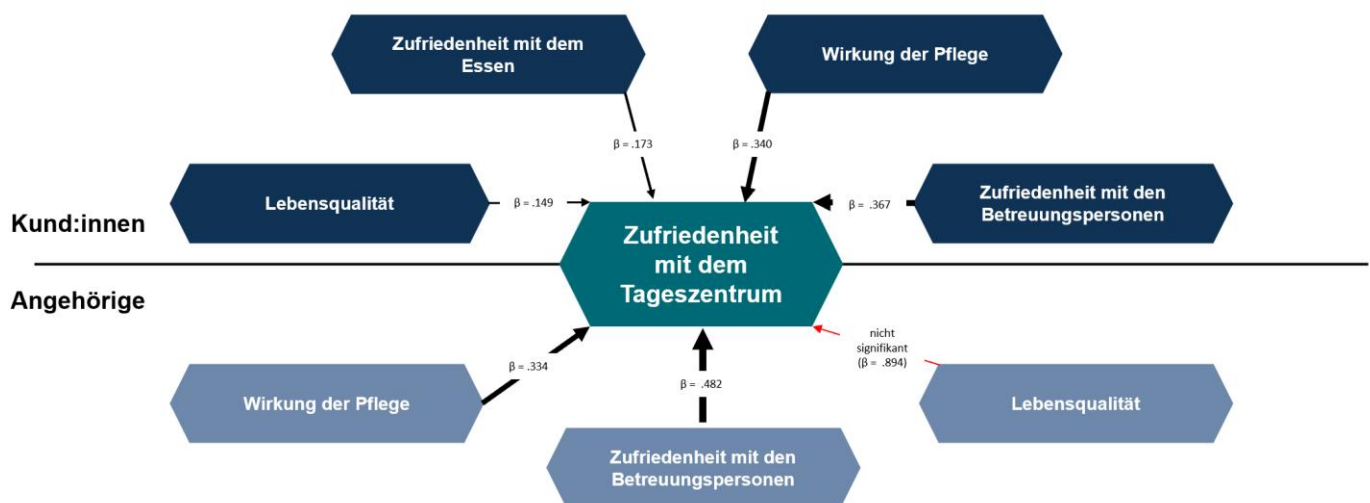 Zufriedenheit mit dem
Essen
Wirkung der Pflege
β = .173
β = .340
Lebensqualität
β = .149
β =  .367
Zufriedenheit mit den
Betreuungspersonen
Kund:innen
Zufriedenheit
mit dem
Tageszentrum
Angehörige
nicht
signifikant
(β =  .894)
β = .334
β =  .482
Wirkung der Pflege
Lebensqualität
Zufriedenheit mit den
Betreuungspersonen